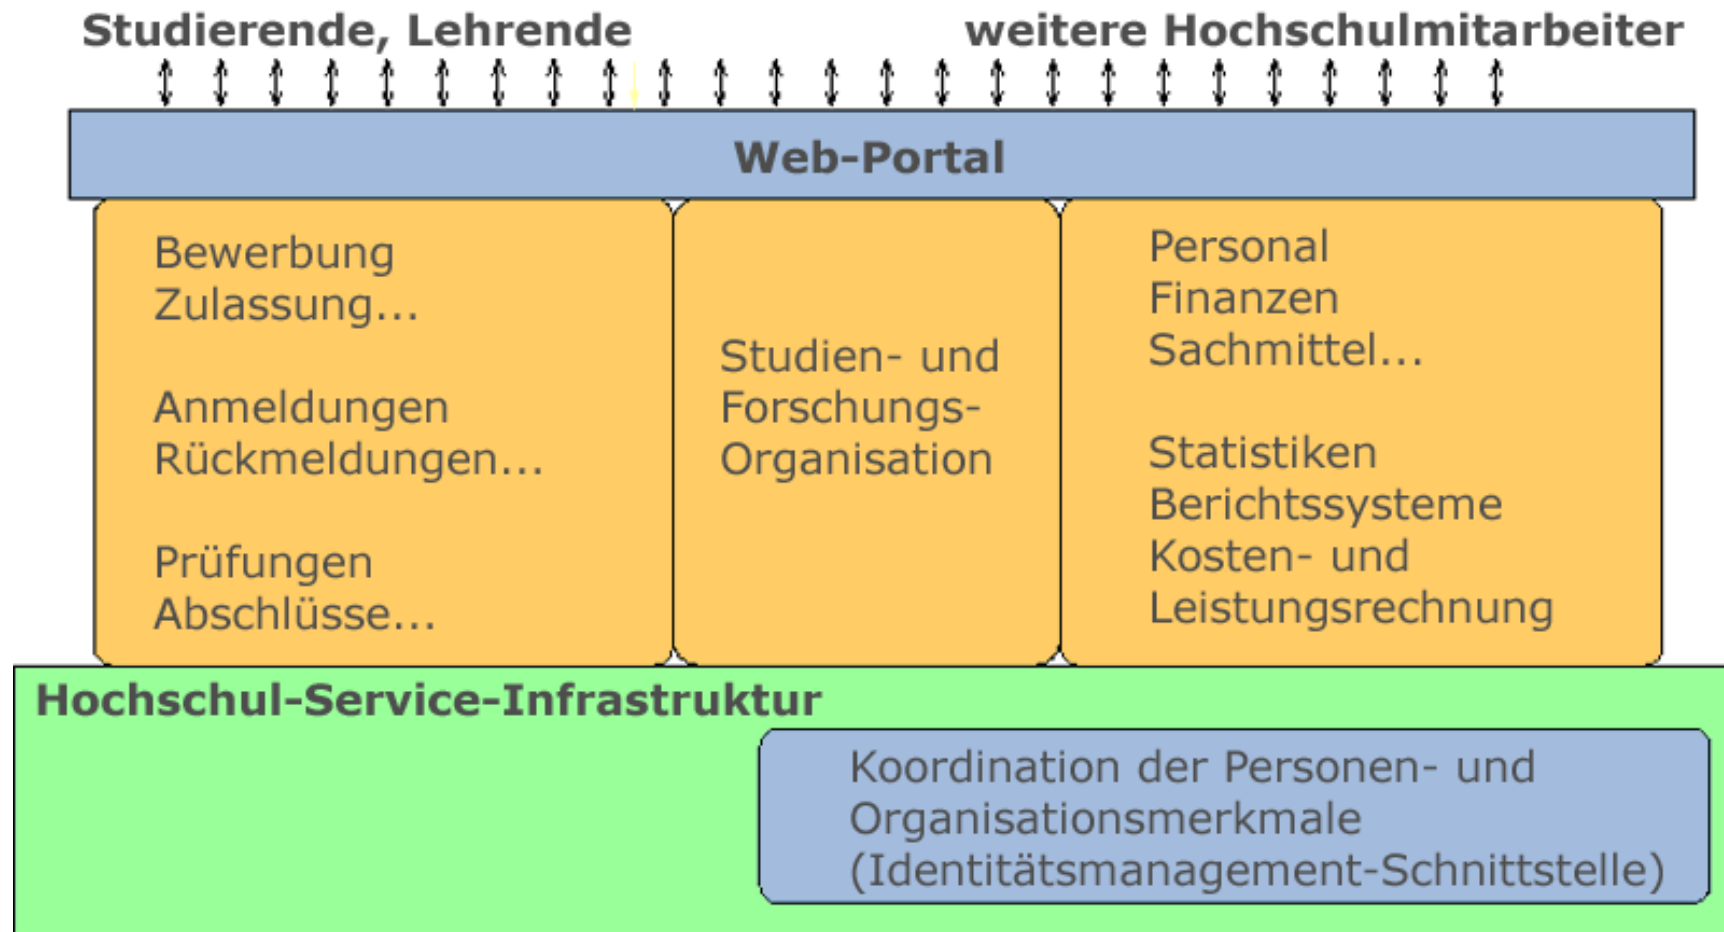 Studierende, Lehrende
weitere Hochschulmitarbeiter
Web-Portal
Bewerbung
Zulassung...
Anmeldungen
Rückmeldungen...
Prüfungen
Abschlüsse...
Studien- und
Forschungs-
Organisation
Personal
Finanzen
Sachmittel...
Statistiken
Berichtssysteme
Kosten- und
Leistungsrechnung
Hochschul-Service-Infrastruktur
Koordination der Personen- und
Organisationsmerkmale
(Identitätsmanagement-Schnittstelle)